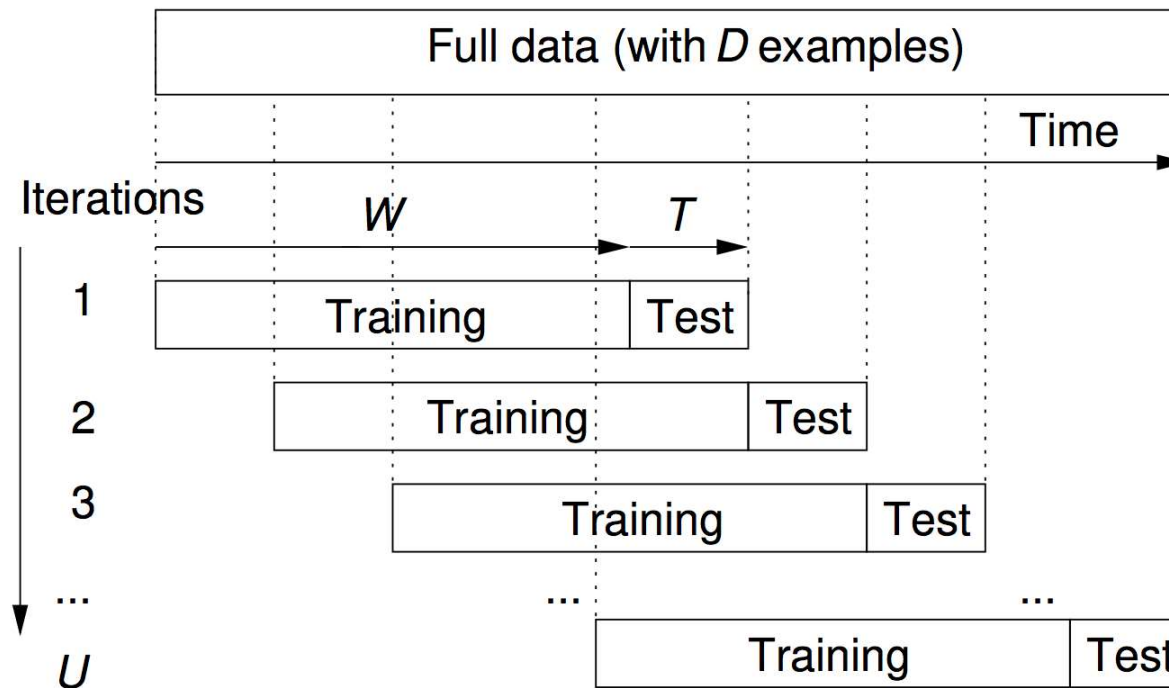 Full data (with D examples)
Time
Iterations
W T
1
Training Test
2
Training Test
3
Training Test
... ... ...
U
Training Test